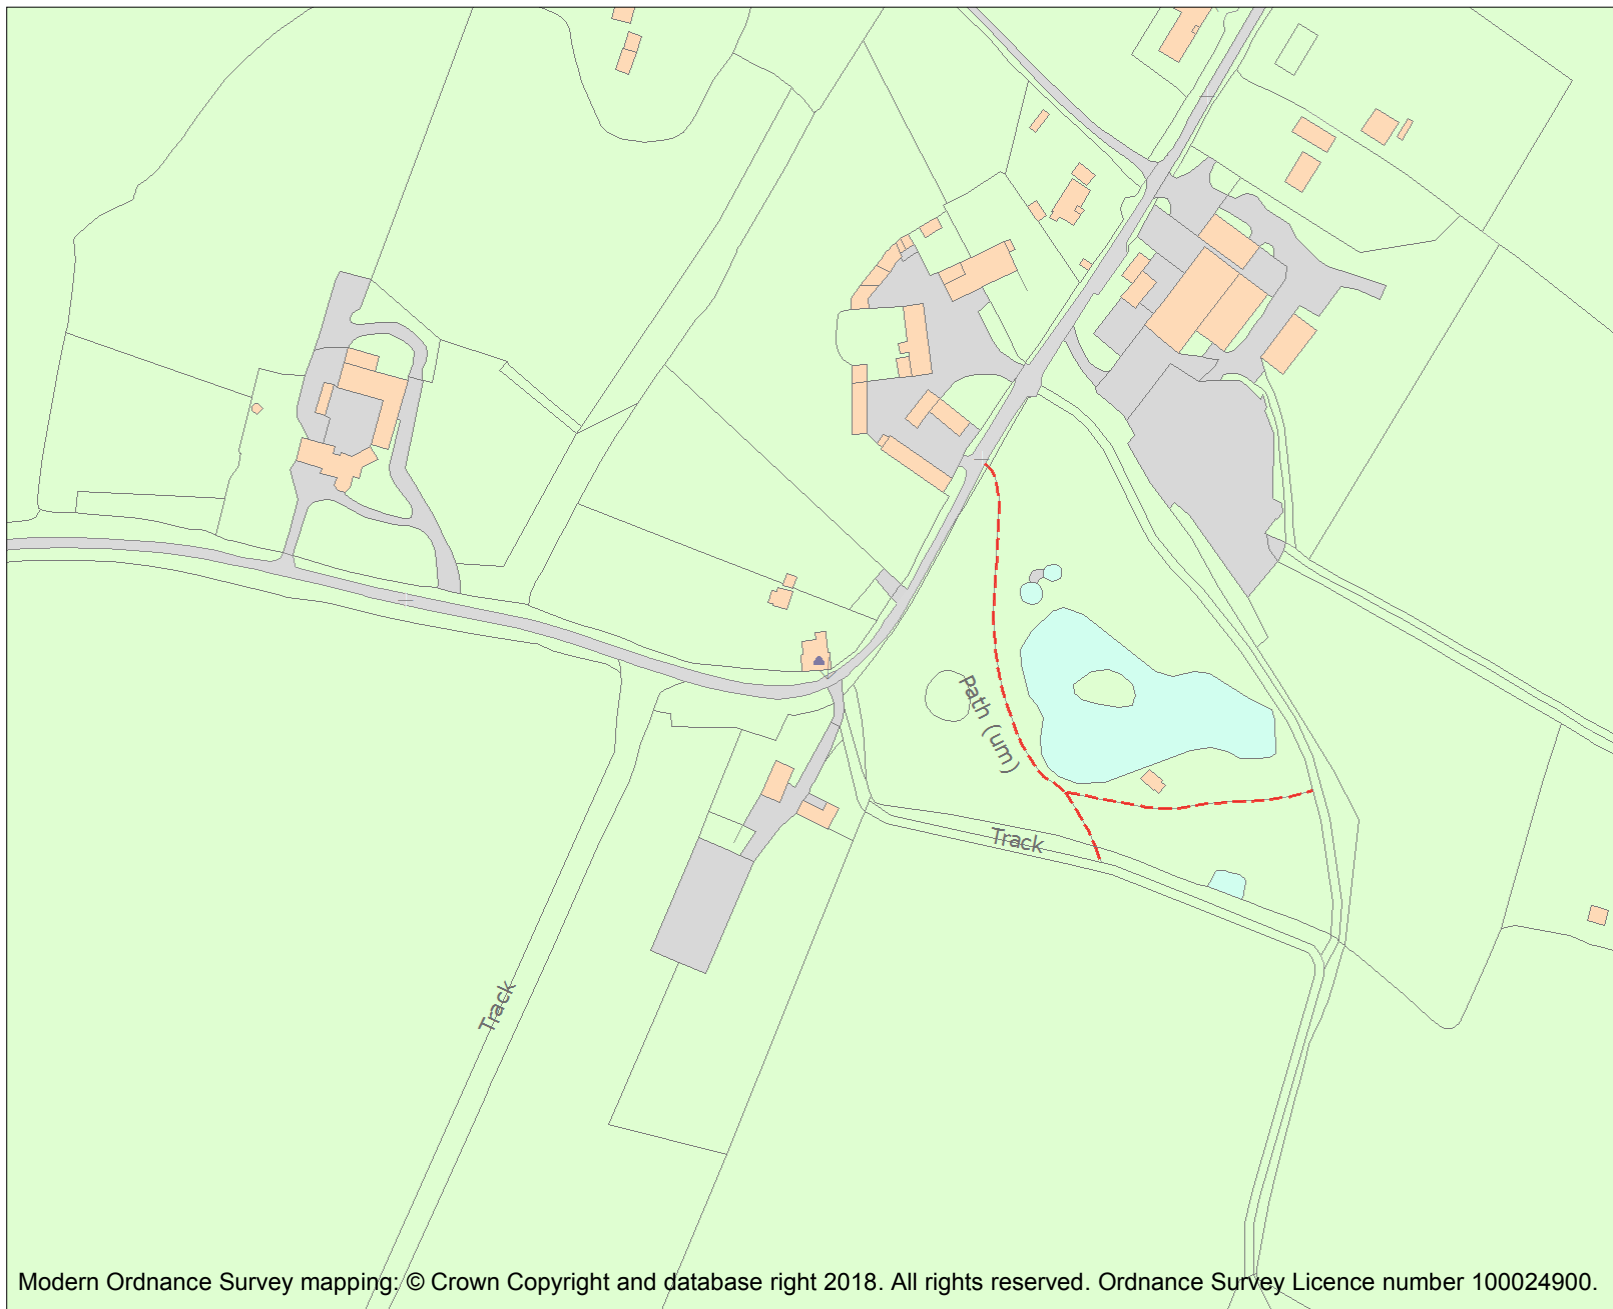 Path (um)
Track
Track
Modern Ordnance Survey mapping: © Crown Copyright and database right 2018. All rights reserved. Ordnance Survey Licence number 100024900.